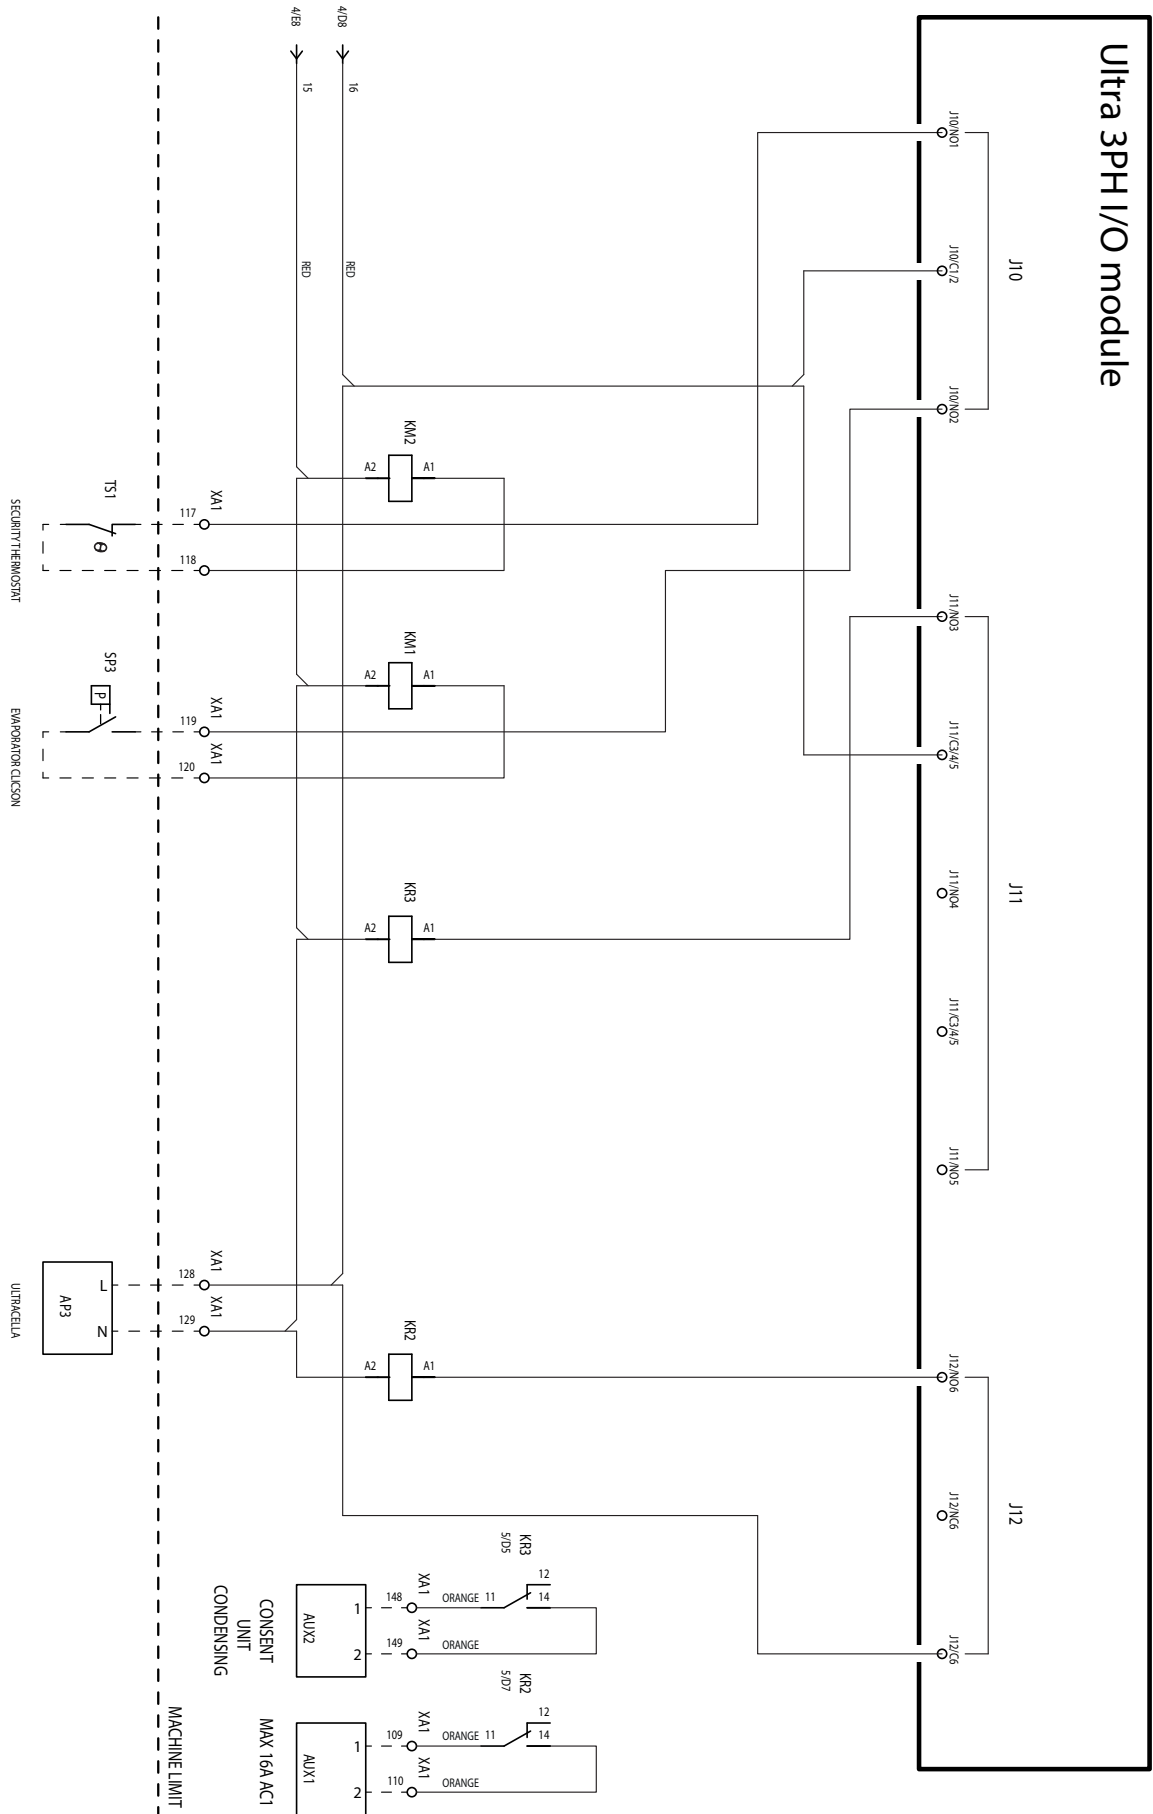 Ultra 3PH I/O module
J10
J11
J12
J10/NO1
J10/C1/2
J10/NO2
J11/NO3
J11/C3/4/5
J11/NO4
J11/C3/4/5
J11/NO5
J12/NO6
J12/NC6
J12/C6
4/D8
16
RED
4/E8
15
RED
KM2
A2
A1
KM1
A2
A1
KR3
A2
A1
KR2
A2
A1
KR3
5/D5
12
14
11
ORANGE
ORANGE
XA1
XA1
148
149
1
2
AUX2
CONSENT
UNIT
CONDENSING
KR2
5/D7
12
14
11
ORANGE
ORANGE
XA1
XA1
109
110
1
2
AUX1
MAX 16A AC1
XA1
117
118
TS1
θ
SECURITY THERMOSTAT
XA1
XA1
119
120
SP3
P
EVAPORATOR CLICSON
XA1
XA1
128
129
L
N
AP3
ULTRACELLA
MACHINE LIMIT